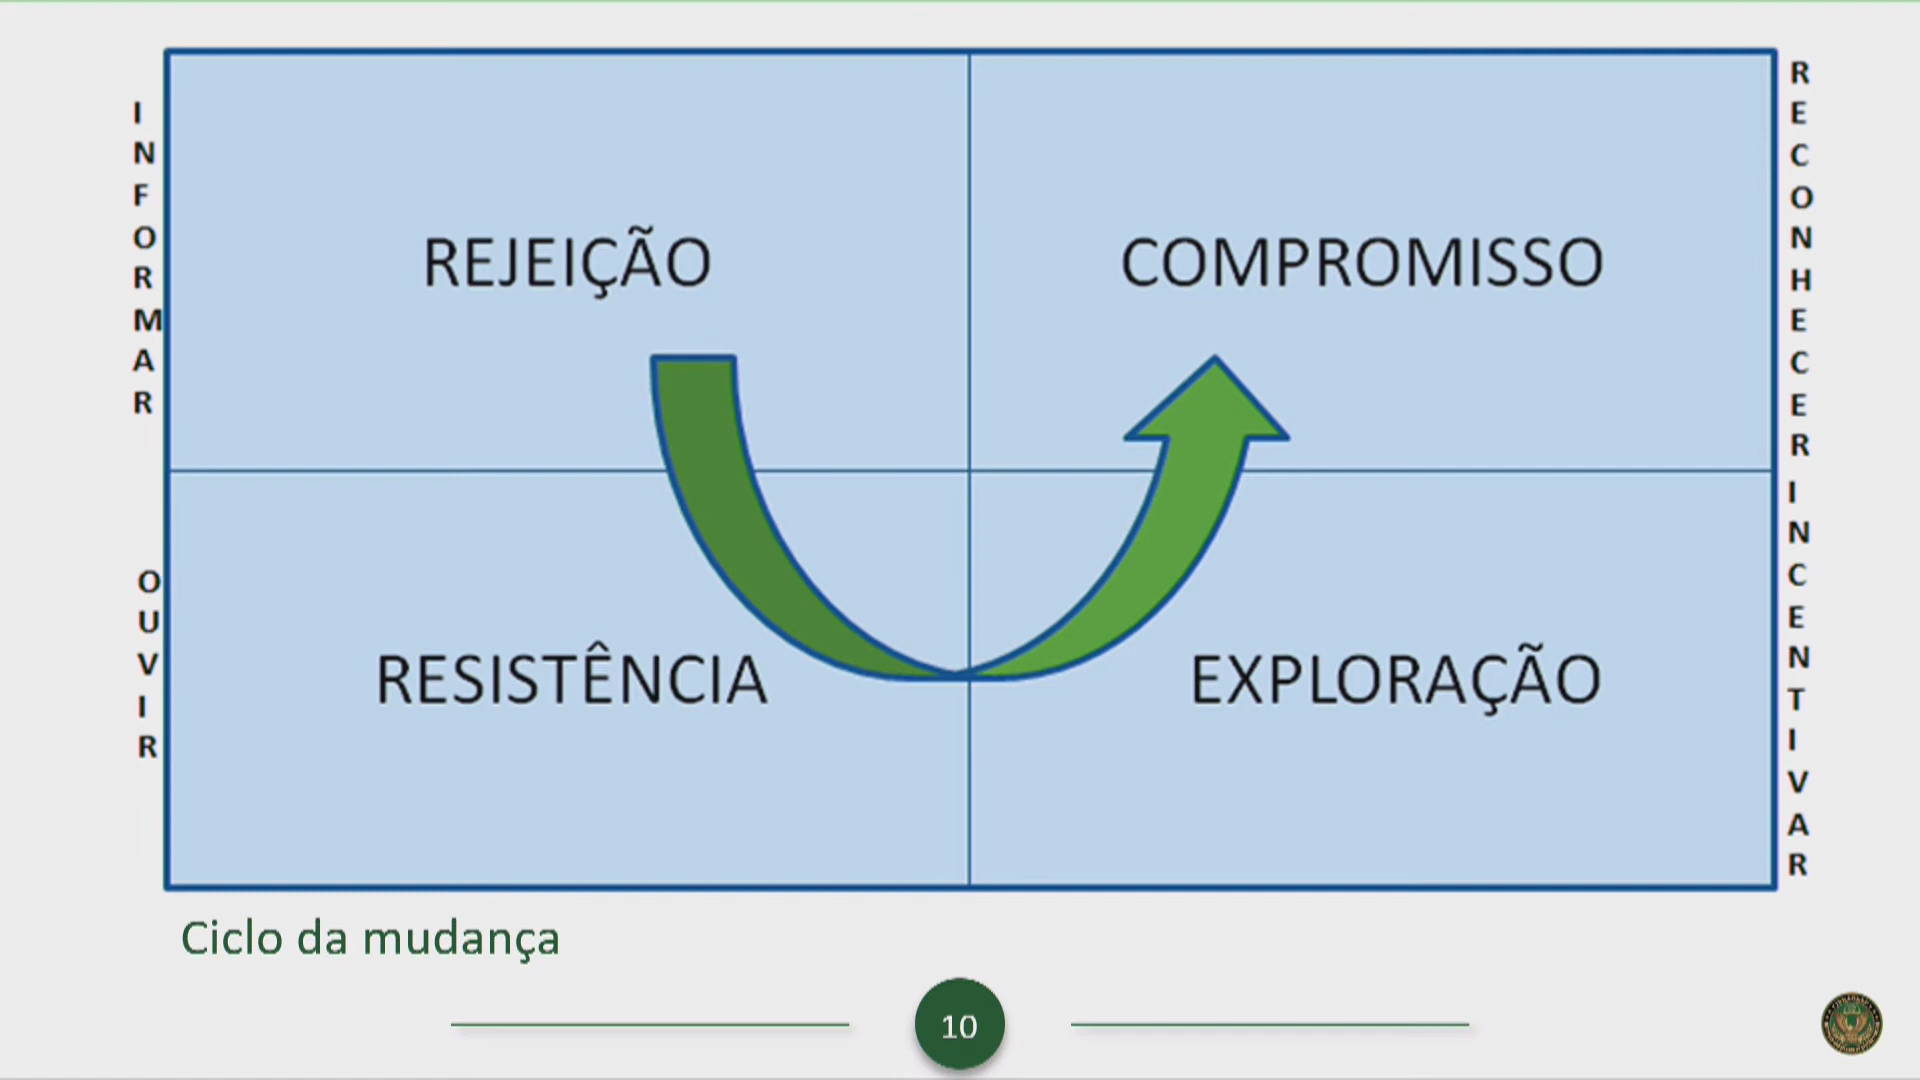 INFORMAR
REJEIÇÃO
COMPROMISSO
RECONHECER
OUVIR
RESISTÊNCIA
EXPLORAÇÃO
INCENTIVAR
Ciclo da mudança
10